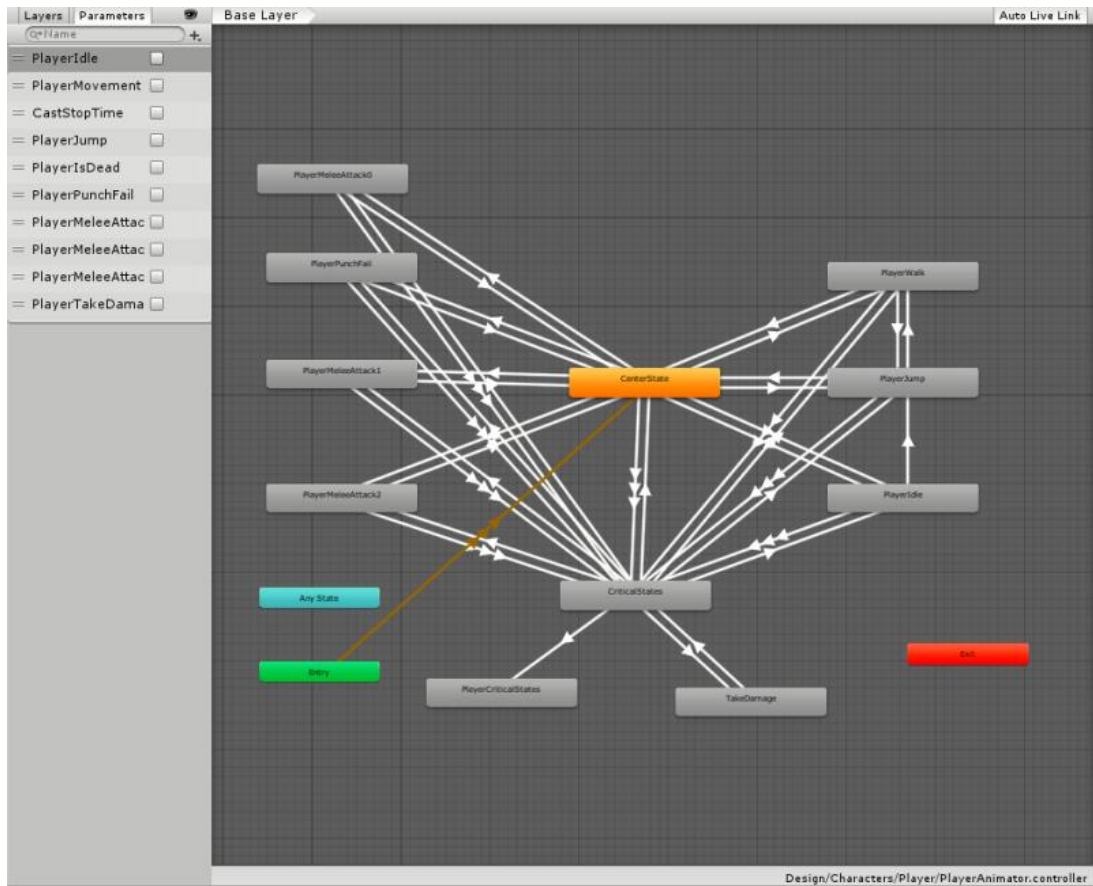 Layers Parameters
Base Layer
Auto Live Link
Name
PlayerIdle
PlayerMovement
CastStopTime
PlayerJump
PlayerIsDead
PlayerPunchFail
PlayerMeleeAttac
PlayerMeleeAttac
PlayerMeleeAttac
PlayerTakeDama
PlayerMeleeAttack0
PlayerPunchFail
PlayerWalk
PlayerMeleeAttack1
CenterState
PlayerJump
PlayerMeleeAttack2
PlayerIdle
Any State
CriticalStates
Entry
Exit
PlayerCriticalStates
TakeDamage
Design/Characters/Player/PlayerAnimator.controller